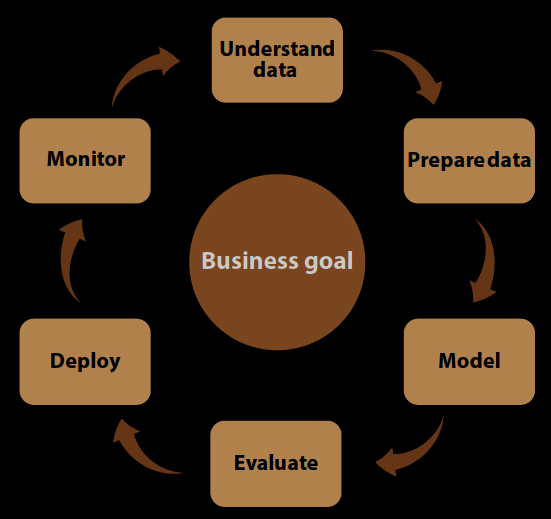 Understand
data
Prepare data
Model
Evaluate
Deploy
Monitor
Business goal